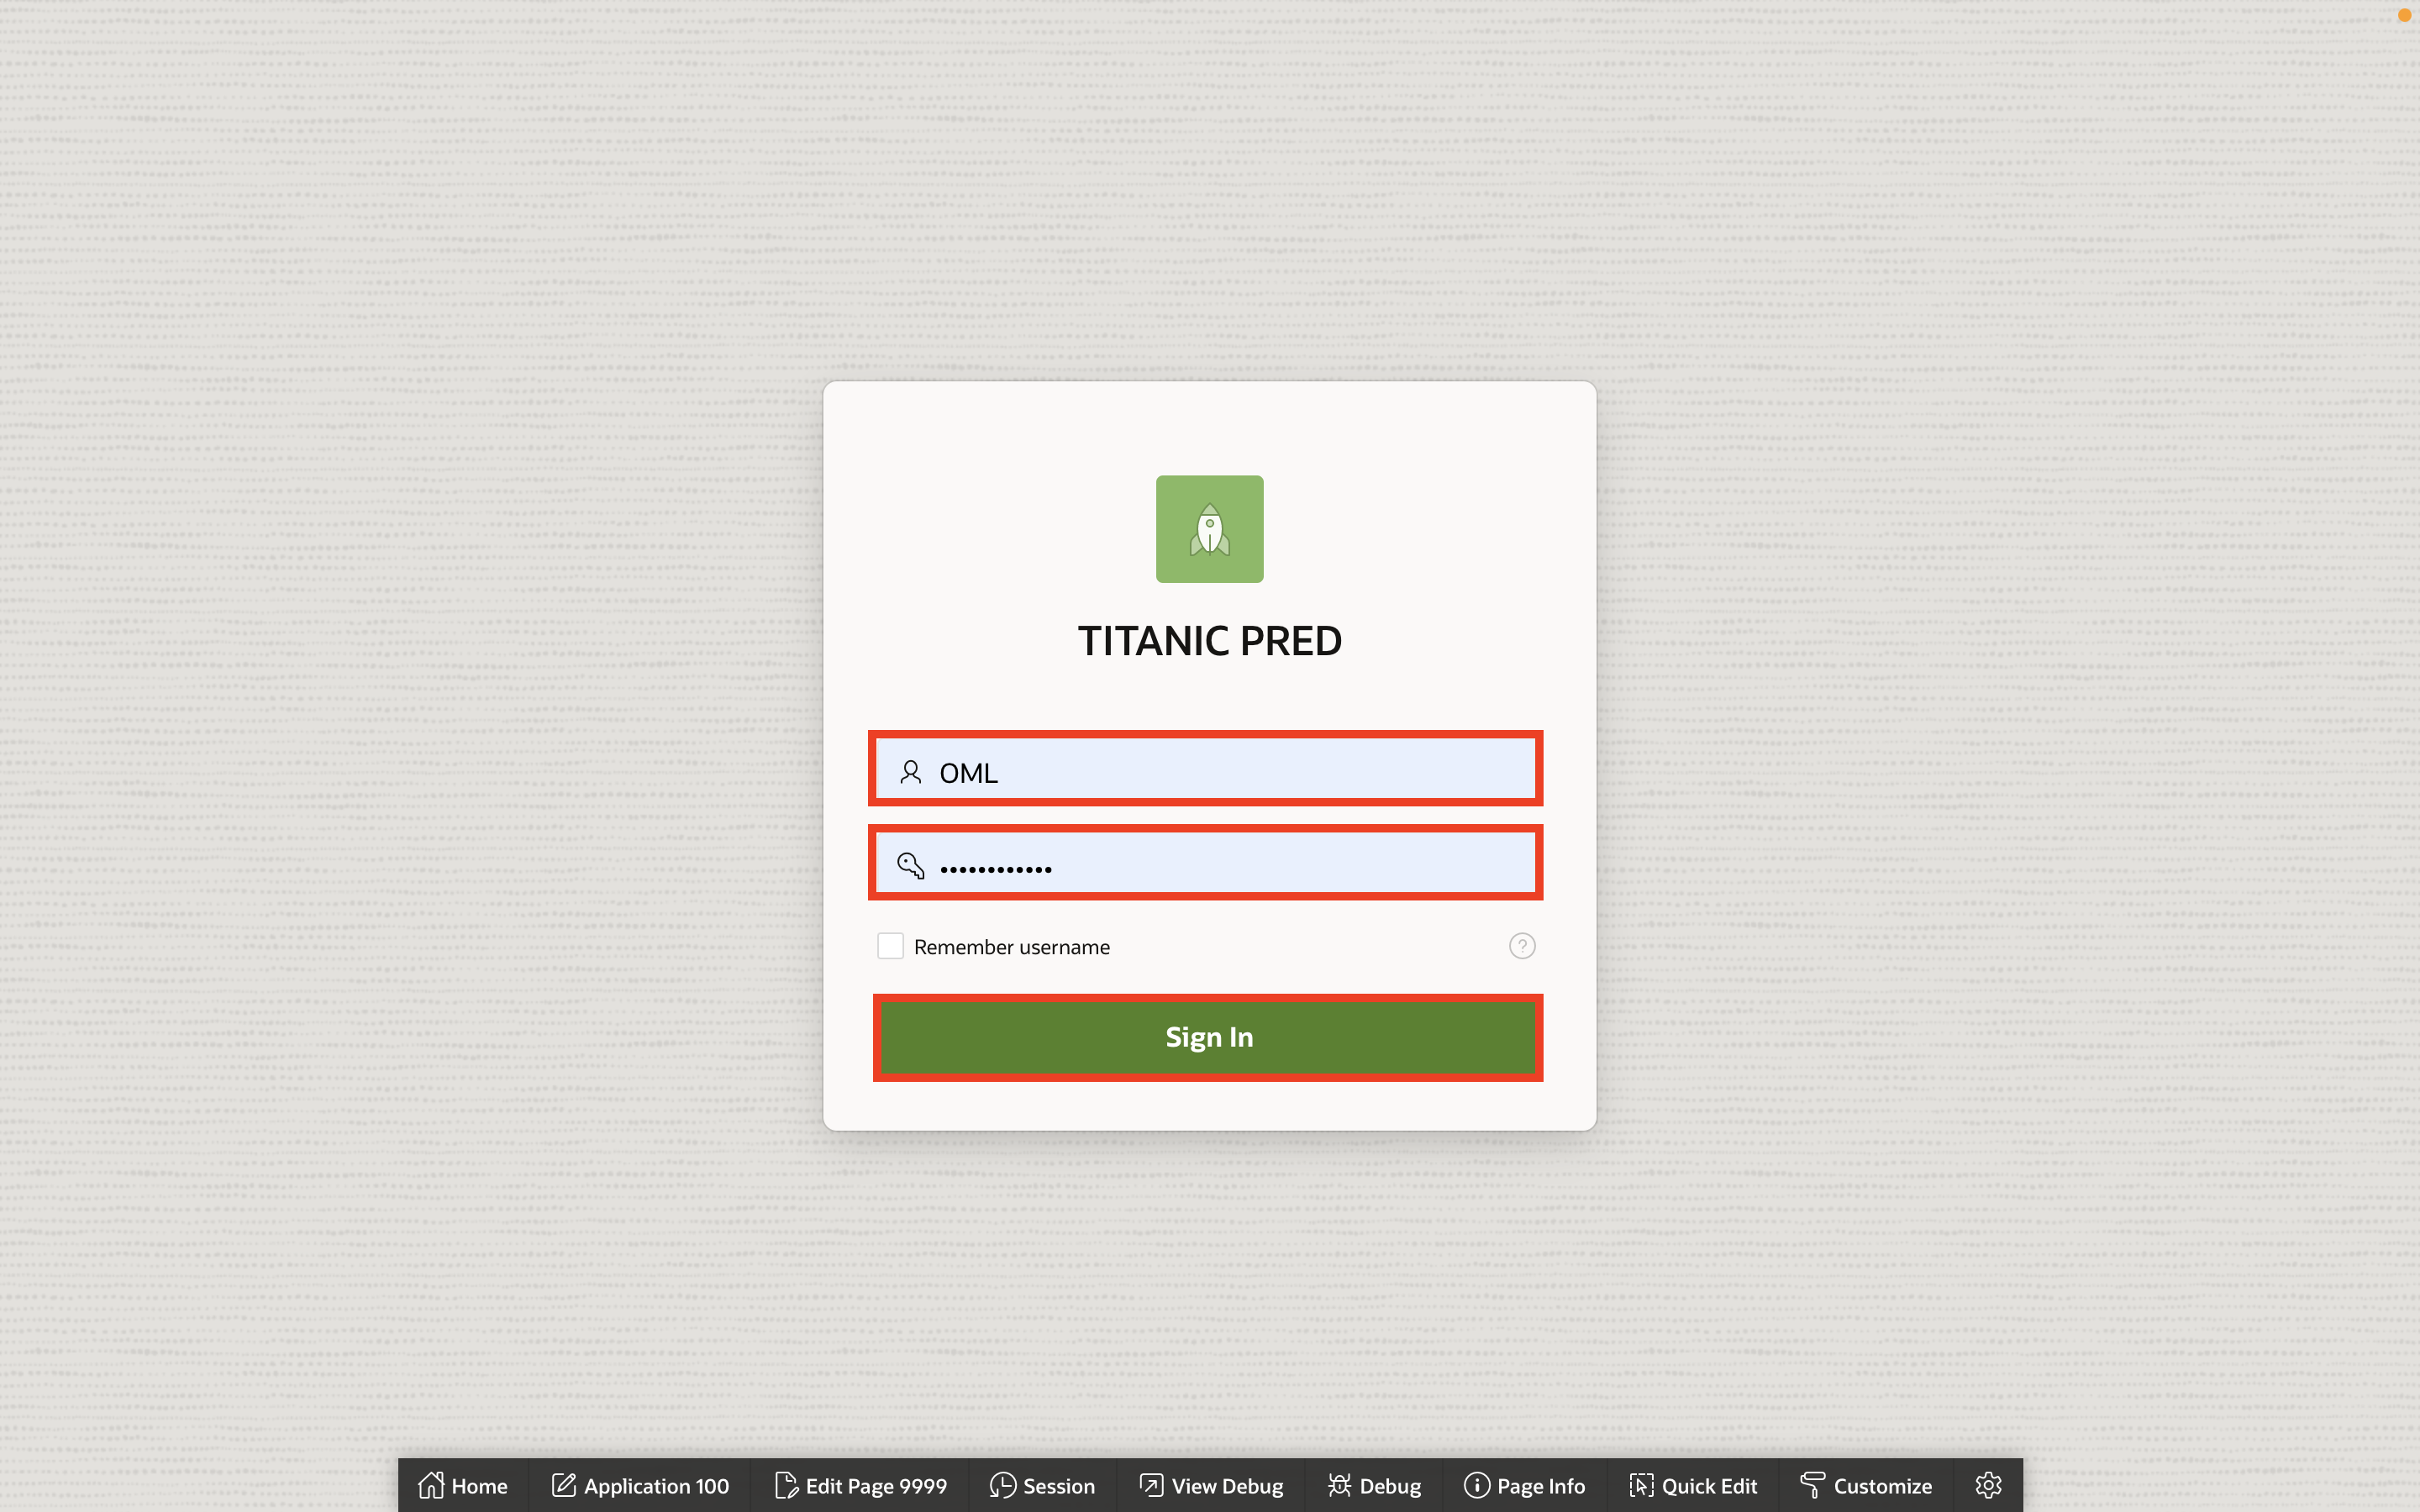 TITANIC PRED
OML
••••••••••••
Remember username
Sign In
Home Application 100 Edit Page 9999 Session View Debug Debug Page Info Quick Edit Customize